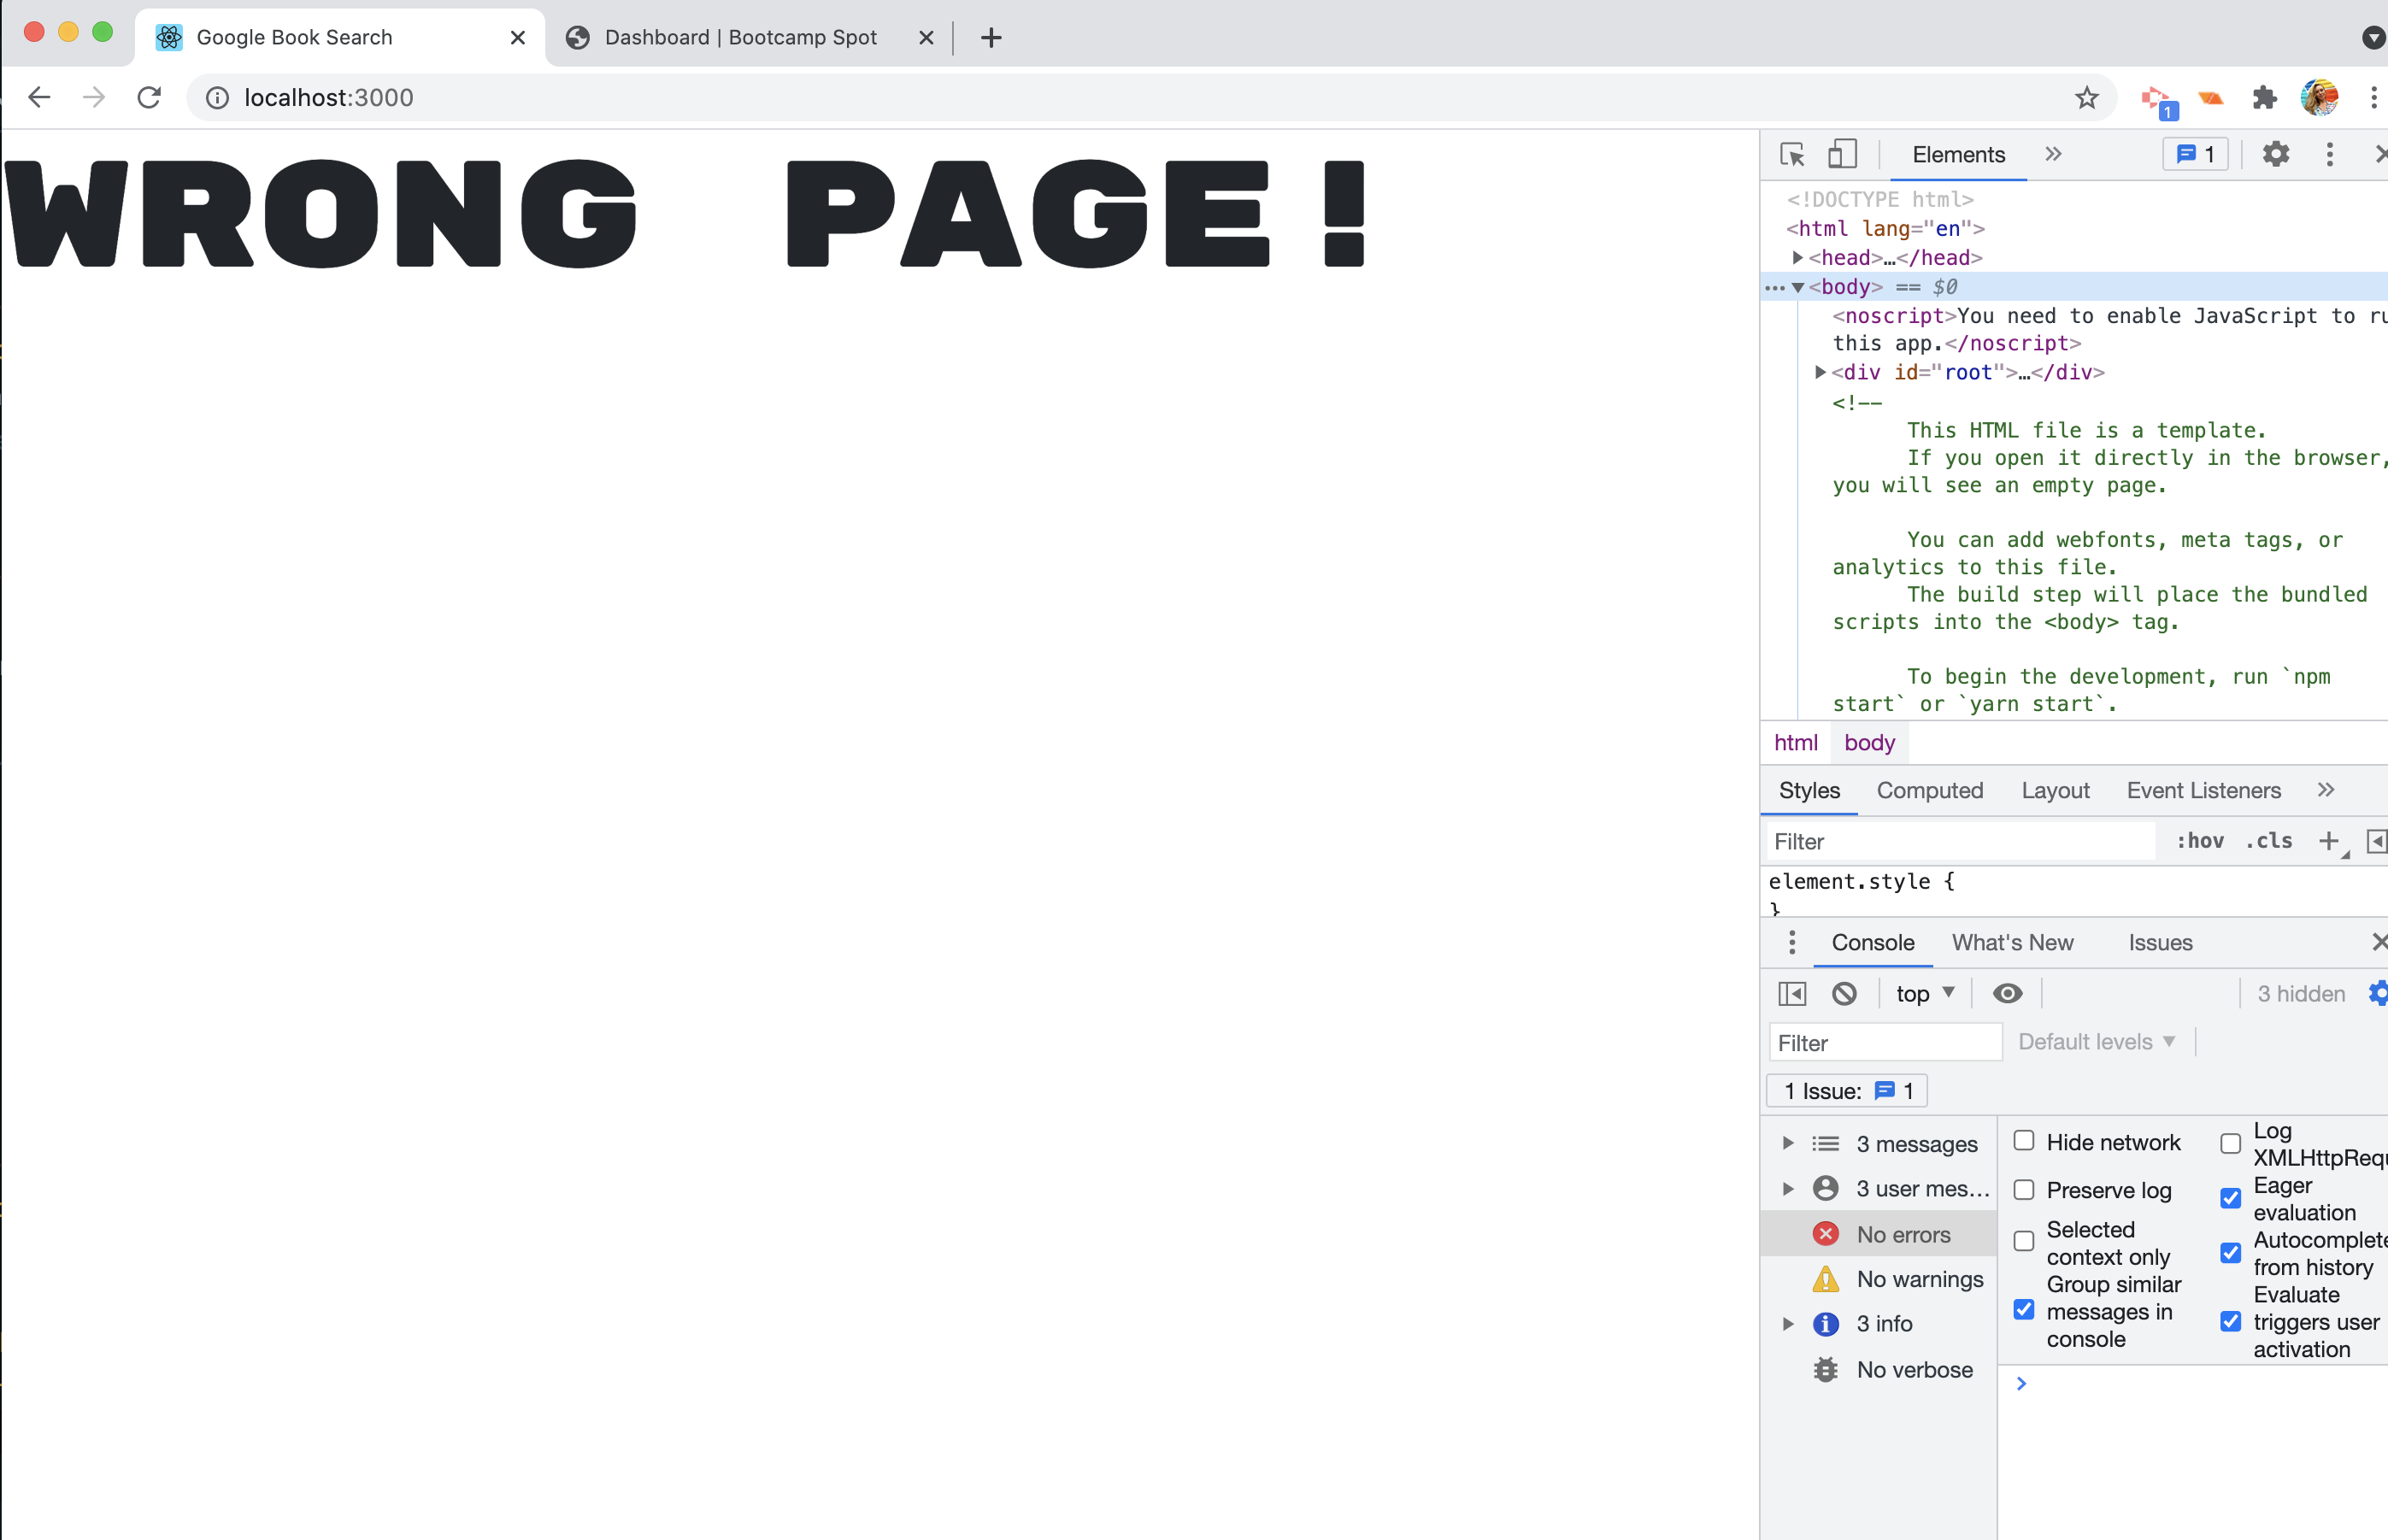 Google Book Search
Dashboard | Bootcamp Spot
localhost:3000
1
WRONG PAGE!
Elements
1
<!DOCTYPE html>
<html lang="en">
<head>…</head>
<body> == $0
<noscript>You need to enable JavaScript to ru
this app.</noscript>
<div id="root">…</div>
<!--
This HTML file is a template.
If you open it directly in the browser,
you will see an empty page.
You can add webfonts, meta tags, or
analytics to this file.
The build step will place the bundled
scripts into the <body> tag.
To begin the development, run `npm
start` or `yarn start`.
html body
Styles Computed Layout Event Listeners
Filter :hov .cls
element.style {
}
Console What's New Issues
top 3 hidden
Filter Default levels
1 Issue: 1
3 messages
3 user mes…
No errors
No warnings
3 info
No verbose
Hide network
Preserve log
Selected
context only
Group similar
messages in
console
Log
XMLHttpRequ
Eager
evaluation
Autocomplete
from history
Evaluate
triggers user
activation